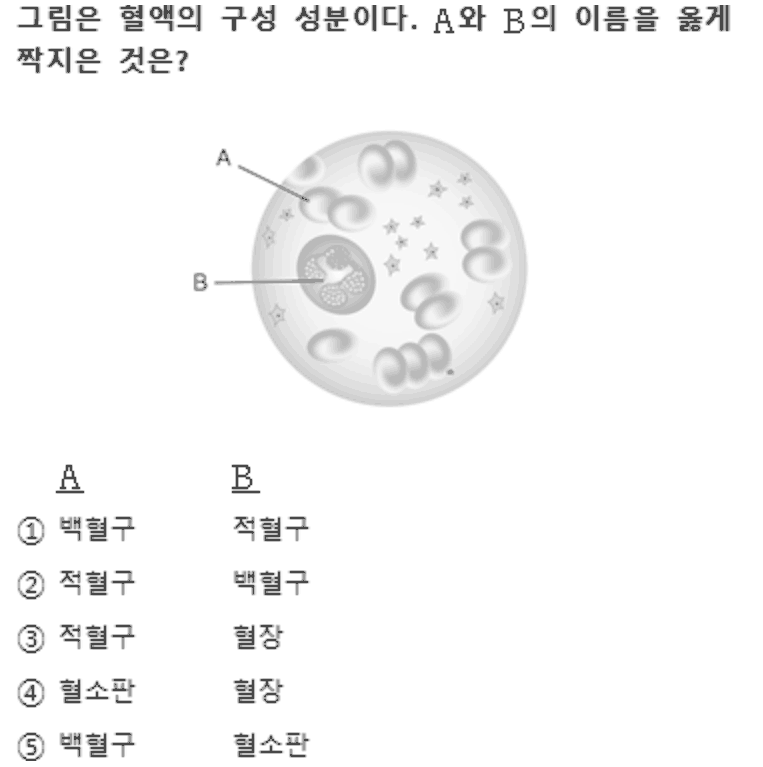 그림은 혈액의 구성 성분이다. A와 B의 이름을 옳게
짝지은 것은?
A
B
A B
① 백혈구 적혈구
② 적혈구 백혈구
③ 적혈구 혈장
④ 혈소판 혈장
⑤ 백혈구 혈소판